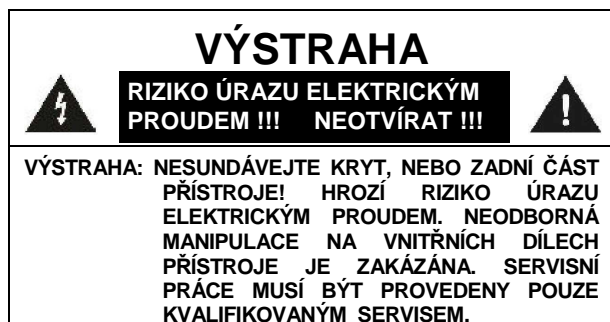 VÝSTRAHA
RIZIKO ÚRAZU ELEKTRICKÝM
PROUDEM !!! NEOTVÍRAT !!!
VÝSTRAHA: NESUNDÁVEJTE KRYT, NEBO ZADNÍ ČÁST
PŘÍSTROJE! HROZÍ RIZIKO ÚRAZU
ELEKTRICKÝM PROUDEM. NEODBORNÁ
MANIPULACE NA VNITŘNÍCH DÍLECH
PŘÍSTROJE JE ZAKÁZÁNA. SERVISNÍ
PRÁCE MUSÍ BÝT PROVEDENY POUZE
KVALIFIKOVANÝM SERVISEM.